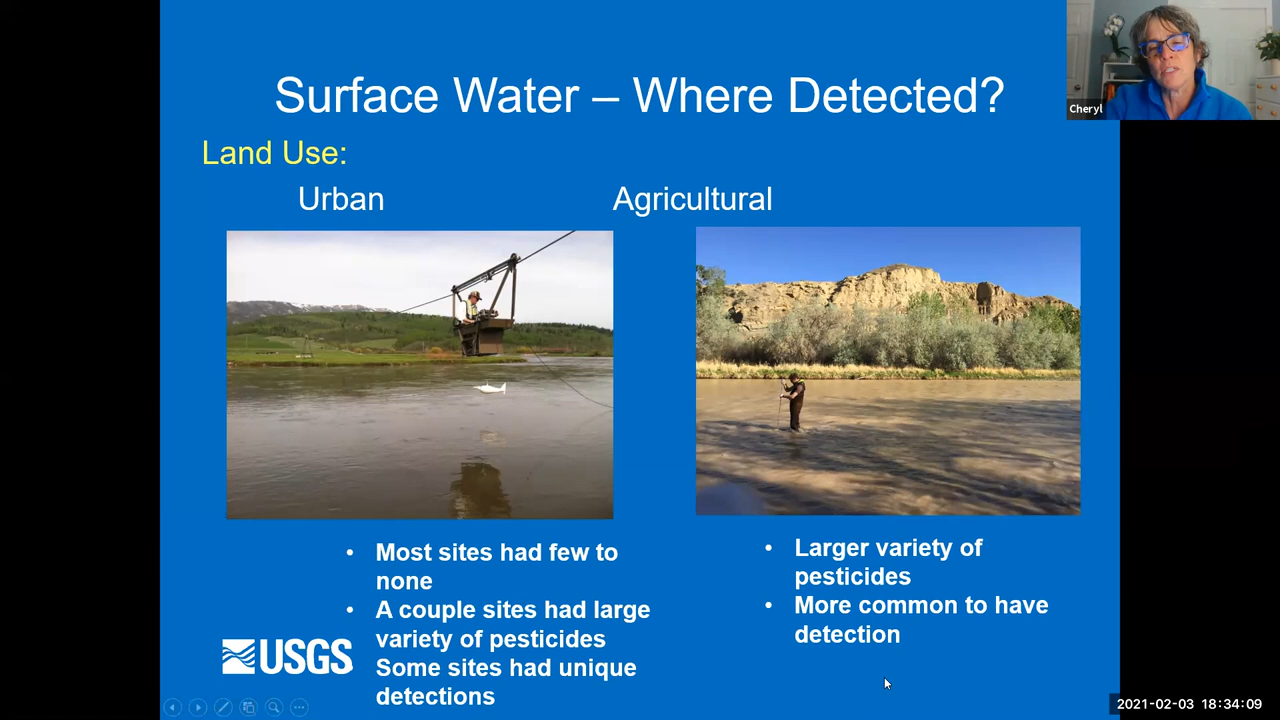 Surface Water – Where Detected?
Cheryl
Land Use:
Urban
Agricultural
• Most sites had few to
none
• A couple sites had large
variety of pesticides
Some sites had unique
detections
• Larger variety of
pesticides
• More common to have
detection
USGS
2021-02-03 18:34:09